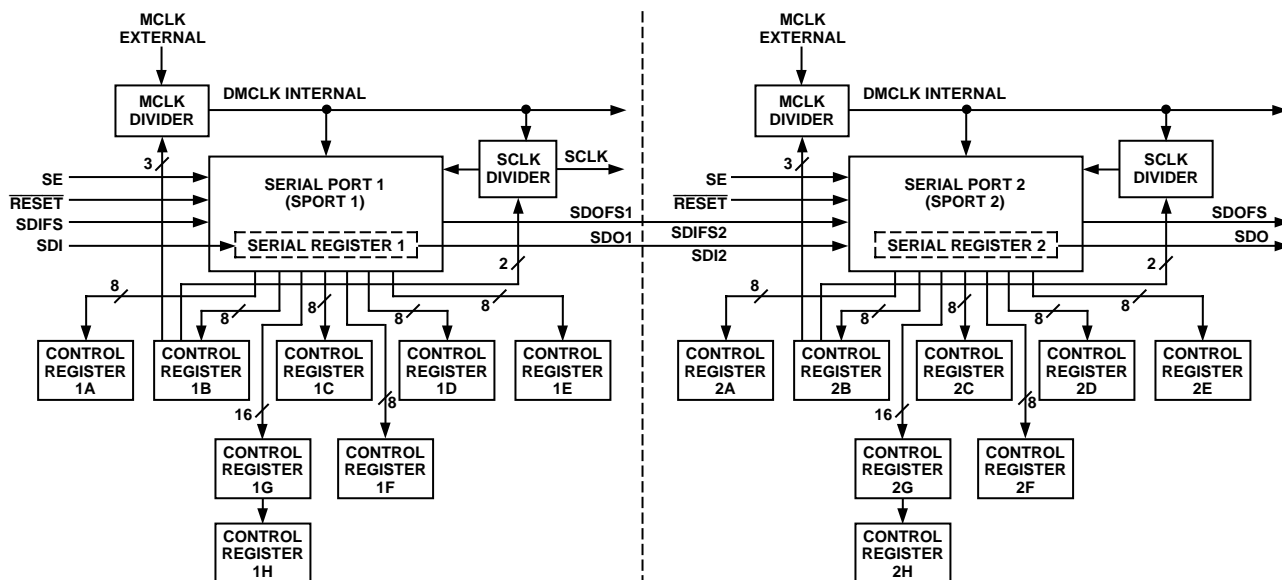 MCLK
EXTERNAL
MCLK
DIVIDER
DMCLK INTERNAL
3
SCLK
DIVIDER
SCLK
SE
RESET
SDIFS
SDI
SERIAL PORT 1
(SPORT 1)
SERIAL REGISTER 1
SDOFS1
SDO1
SDIFS2
SDI2
2
8
8
8
8
8
CONTROL
REGISTER
1A
CONTROL
REGISTER
1B
CONTROL
REGISTER
1C
CONTROL
REGISTER
1D
CONTROL
REGISTER
1E
16
8
CONTROL
REGISTER
1G
CONTROL
REGISTER
1F
CONTROL
REGISTER
1H
MCLK
EXTERNAL
MCLK
DIVIDER
DMCLK INTERNAL
3
SCLK
DIVIDER
SE
RESET
SERIAL PORT 2
(SPORT 2)
SERIAL REGISTER 2
SDOFS
SDO
2
8
8
8
8
8
CONTROL
REGISTER
2A
CONTROL
REGISTER
2B
CONTROL
REGISTER
2C
CONTROL
REGISTER
2D
CONTROL
REGISTER
2E
16
8
CONTROL
REGISTER
2G
CONTROL
REGISTER
2F
CONTROL
REGISTER
2H